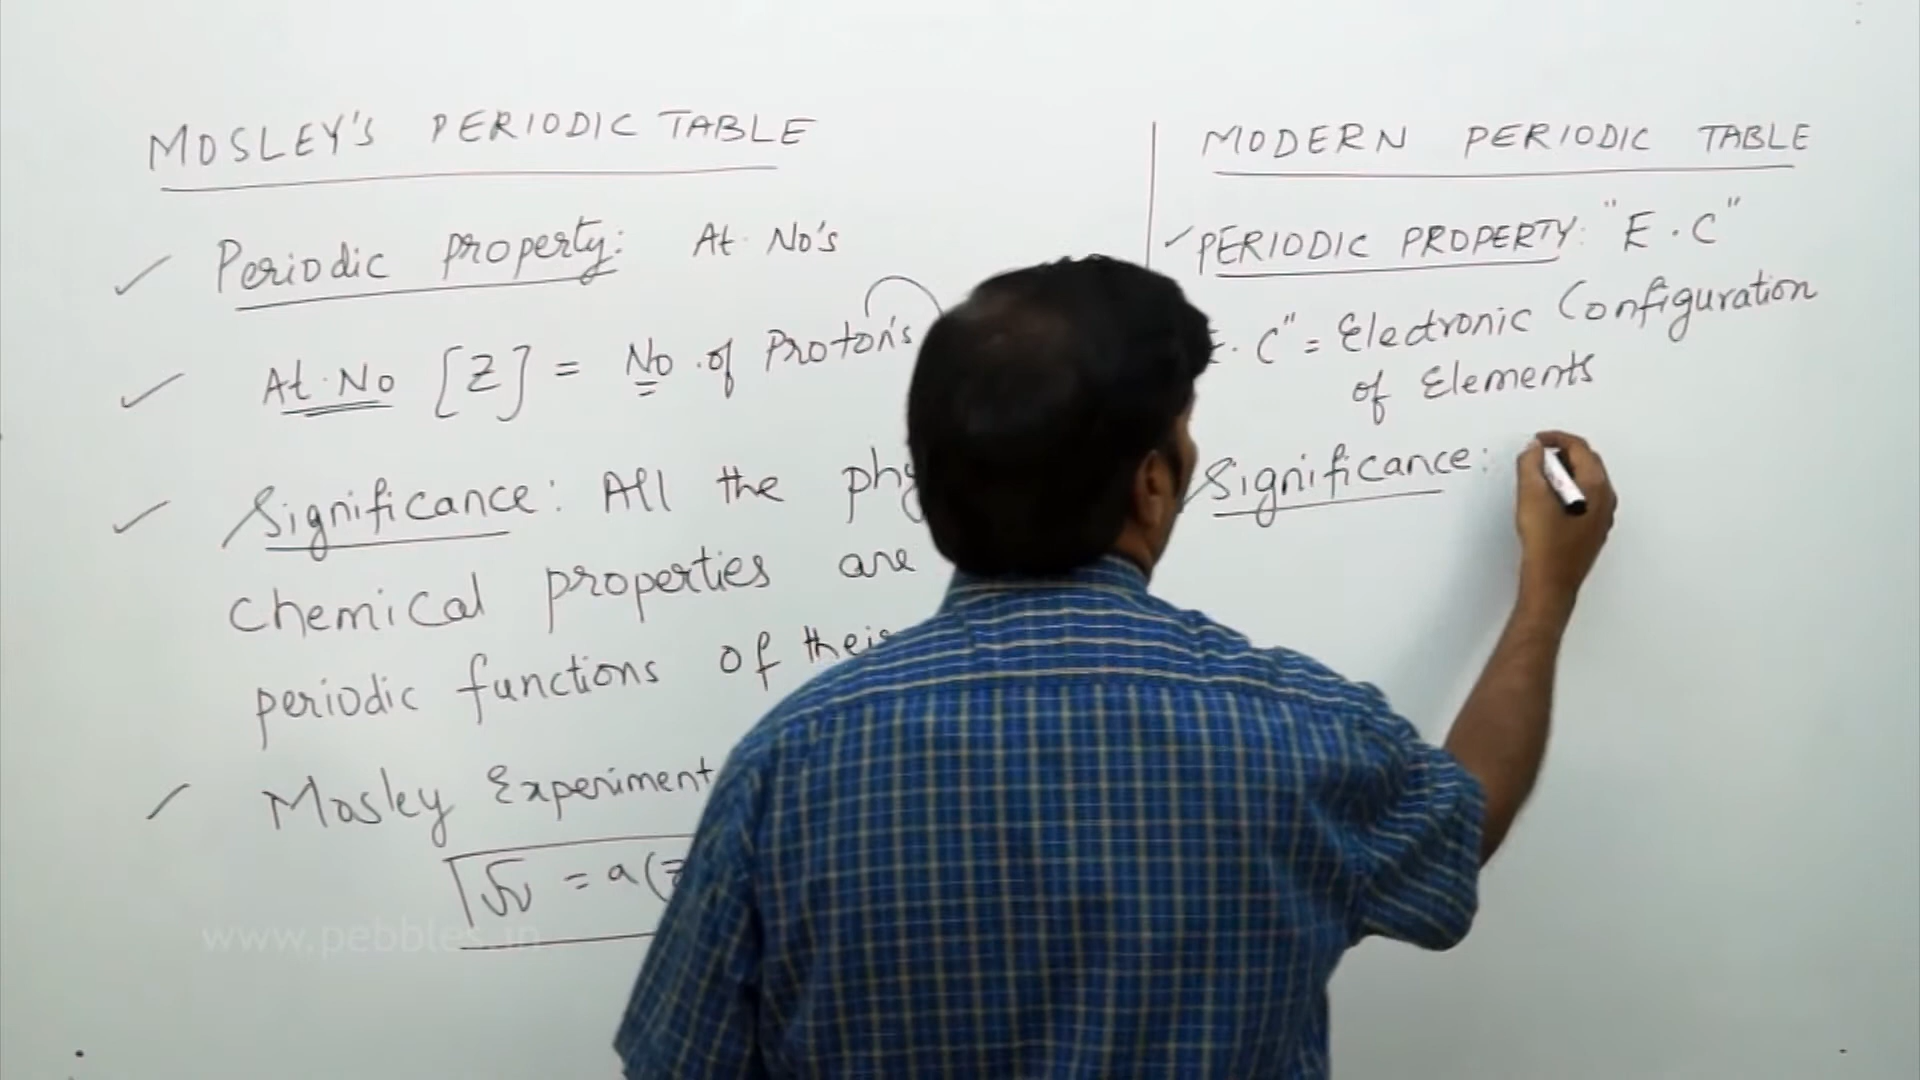 MOSLEY'S PERIODIC TABLE
✓ Periodic property: At. No's
✓ At. No [Z] = No. of Proton's
✓ Significance: All the
Chemical properties are
periodic functions of
Mosley Experiment
√ν = a(
www.pebbles.in
MODERN PERIODIC TABLE
✓ PERIODIC PROPERTY: "E.C"
. C" = Electronic Configuration
of Elements
Significance: